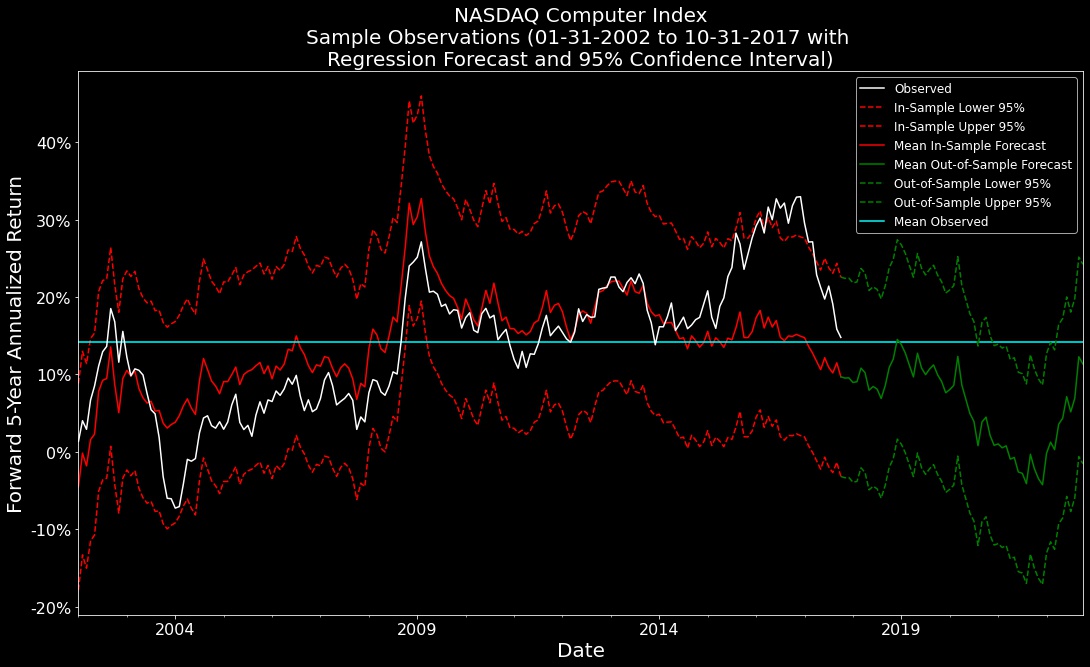 NASDAQ Computer Index
Sample Observations (01-31-2002 to 10-31-2017 with
Regression Forecast and 95% Confidence Interval)
Observed
In-Sample Lower 95%
In-Sample Upper 95%
Mean In-Sample Forecast
Mean Out-of-Sample Forecast
Out-of-Sample Lower 95%
Out-of-Sample Upper 95%
Mean Observed
Forward 5-Year Annualized Return
40%
30%
20%
10%
0%
-10%
-20%
2004
2009
2014
2019
Date